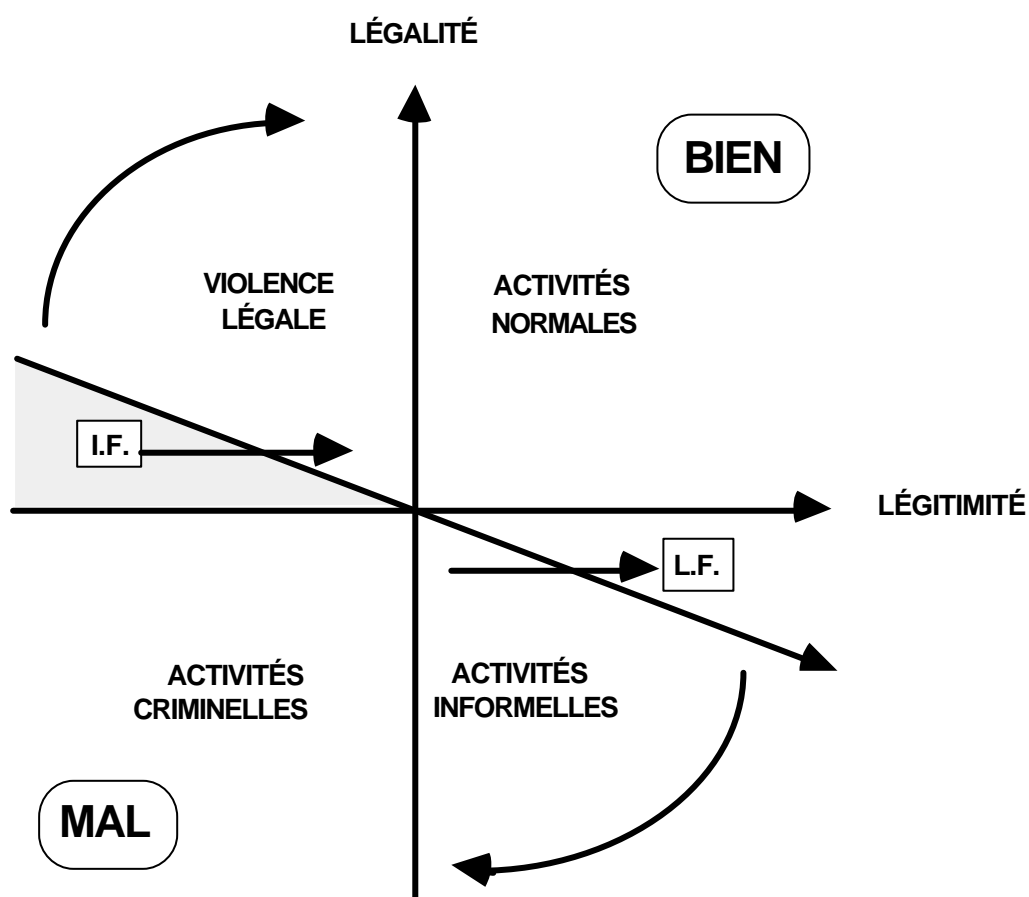 LÉGALITÉ
BIEN
VIOLENCE
LÉGALE
ACTIVITÉS
NORMALES
I.F.
LÉGITIMITÉ
L.F.
ACTIVITÉS
CRIMINELLES
ACTIVITÉS
INFORMELLES
MAL